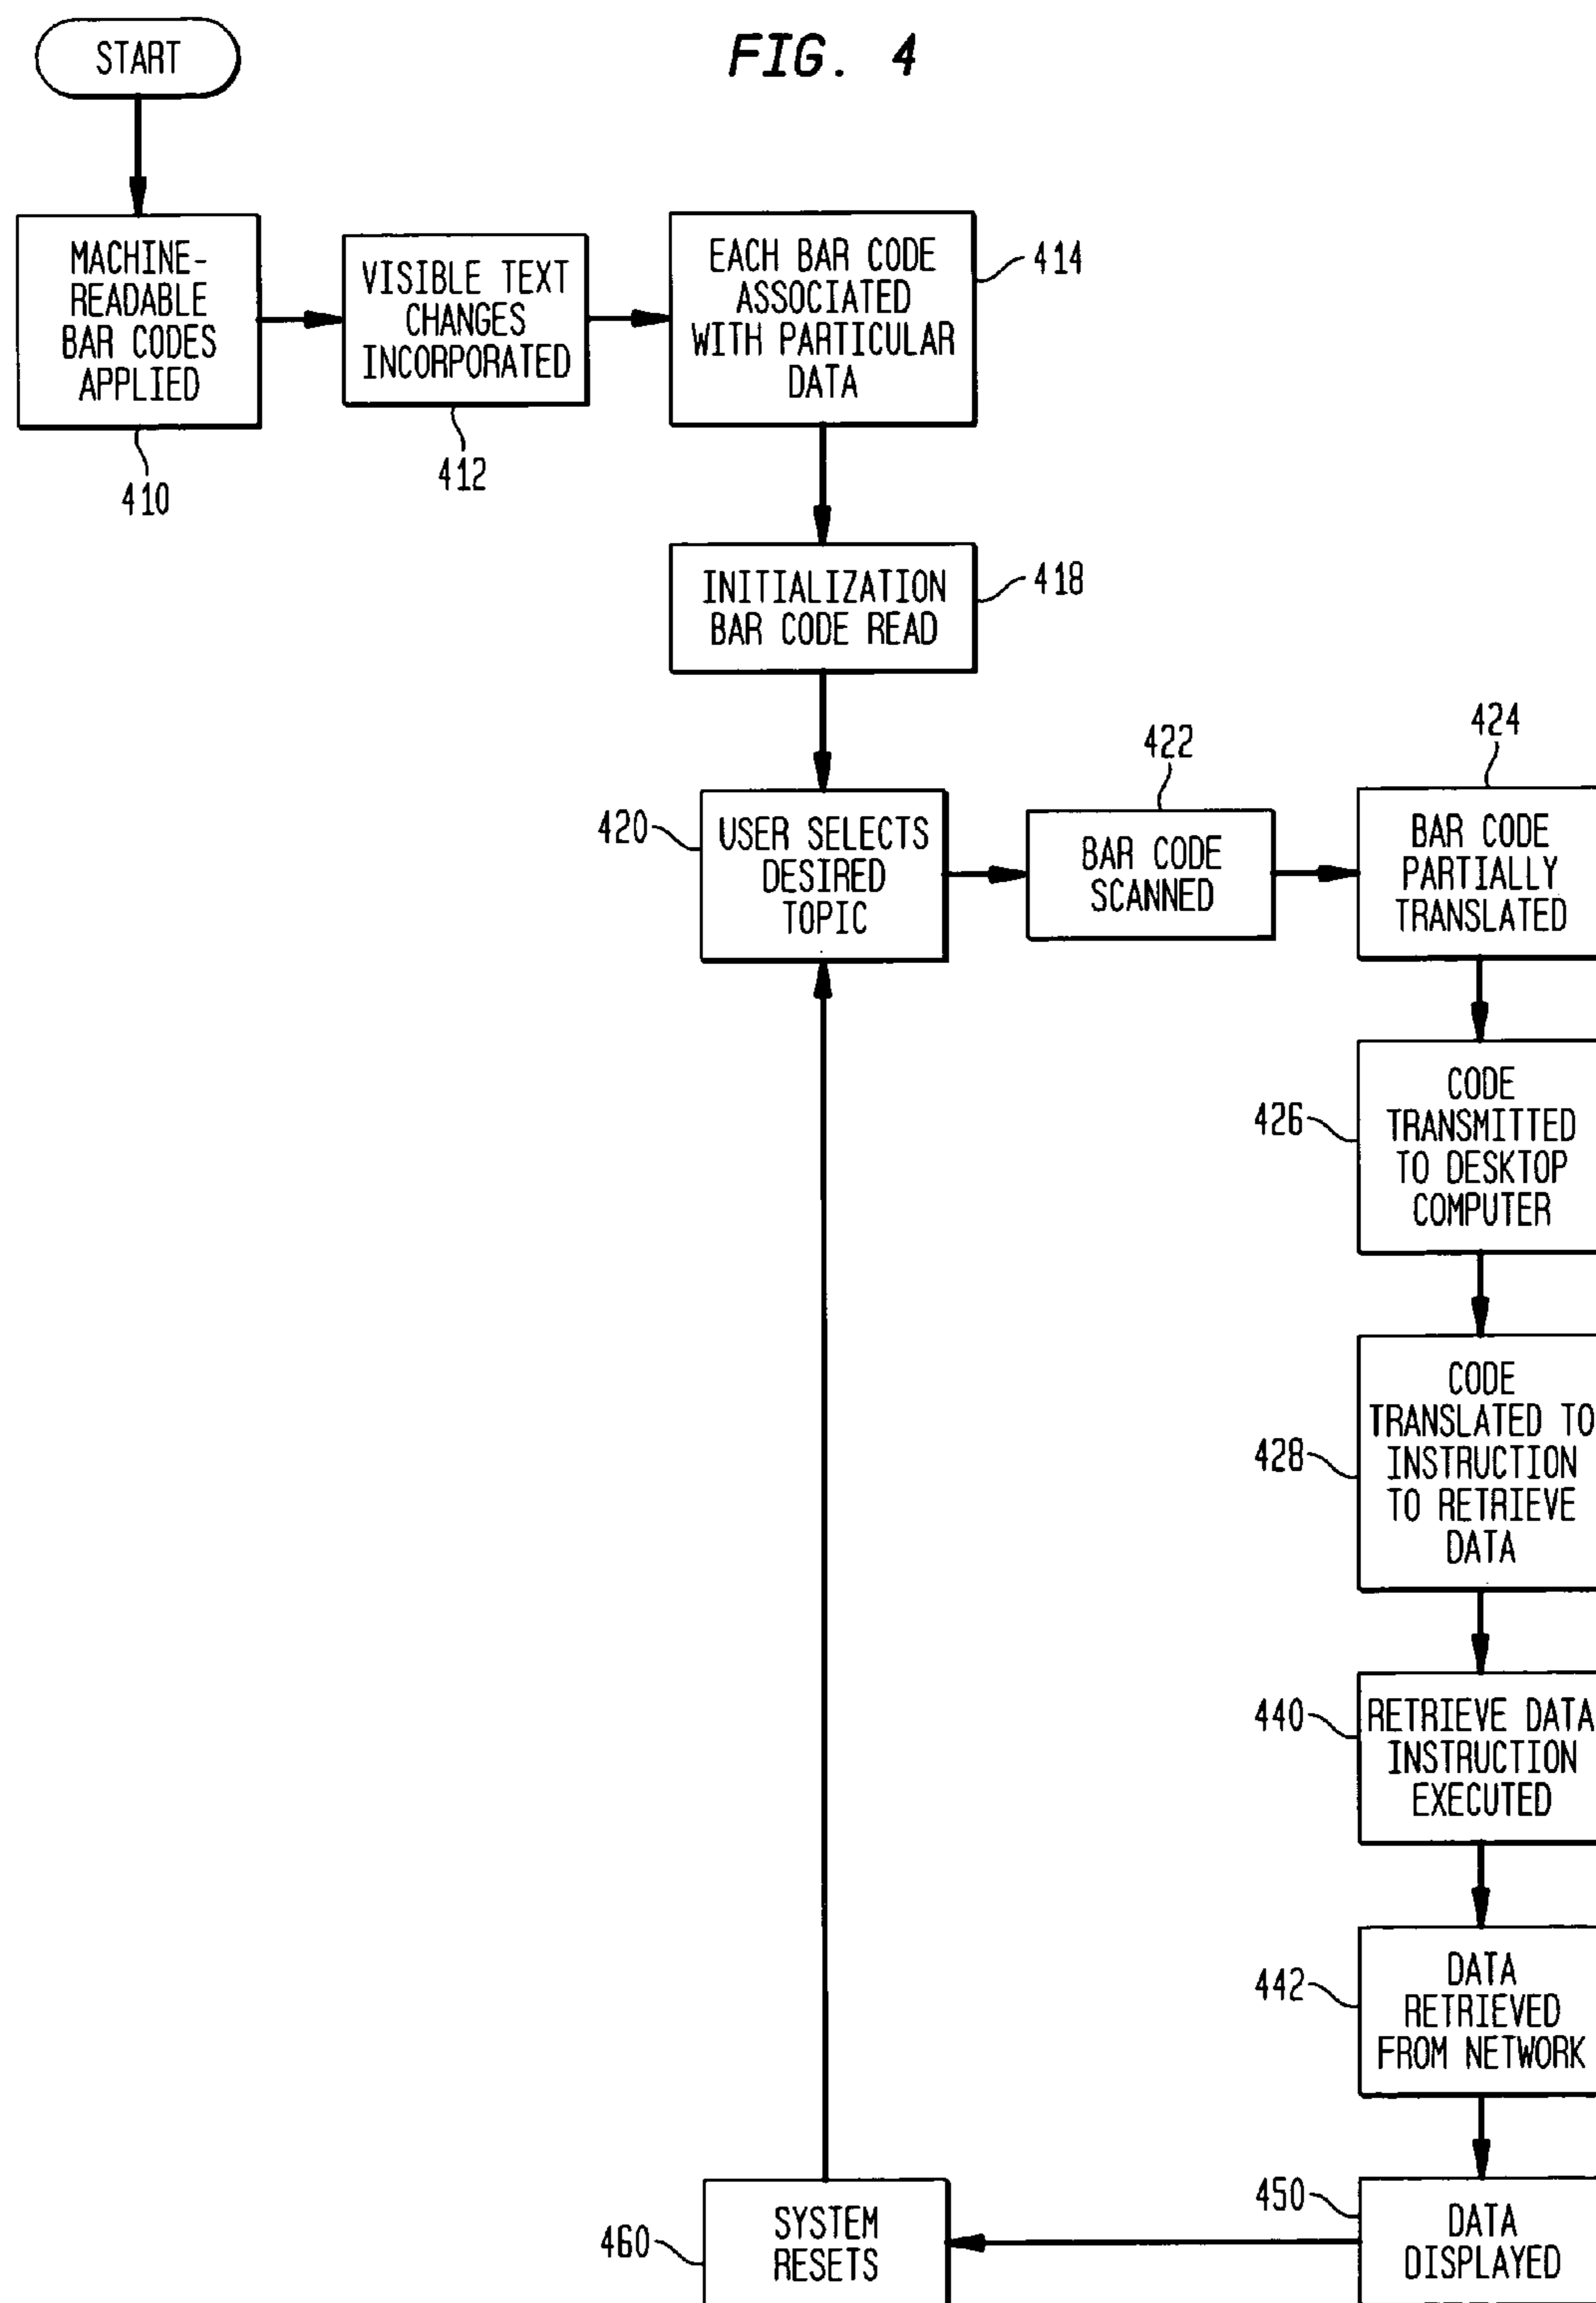 FIG. 4
START
MACHINE-
READABLE
BAR CODES
APPLIED
410
VISIBLE TEXT
CHANGES
INCORPORATED
412
EACH BAR CODE
ASSOCIATED
WITH PARTICULAR
DATA
414
INITIALIZATION
BAR CODE READ
418
420
USER SELECTS
DESIRED
TOPIC
422
BAR CODE
SCANNED
424
BAR CODE
PARTIALLY
TRANSLATED
426
CODE
TRANSMITTED
TO DESKTOP
COMPUTER
428
CODE
TRANSLATED TO
INSTRUCTION
TO RETRIEVE
DATA
440
RETRIEVE DATA
INSTRUCTION
EXECUTED
442
DATA
RETRIEVED
FROM NETWORK
450
DATA
DISPLAYED
460
SYSTEM
RESETS